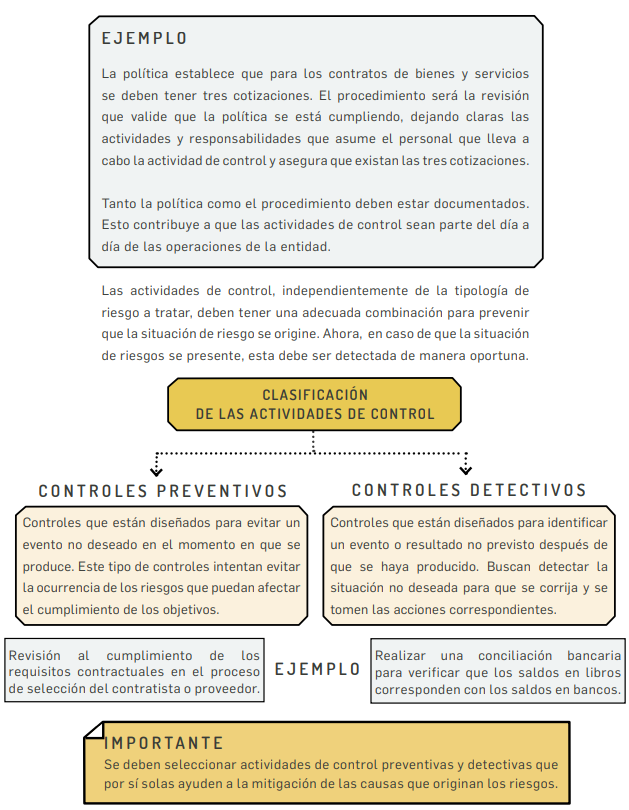 EJEMPLO
La política establece que para los contratos de bienes y servicios
se deben tener tres cotizaciones. El procedimiento será la revisión
que valide que la política se está cumpliendo, dejando claras las
actividades y responsabilidades que asume el personal que lleva a
cabo la actividad de control y asegura que existan las tres cotizaciones.
Tanto la política como el procedimiento deben estar documentados.
Esto contribuye a que las actividades de control sean parte del día a
día de las operaciones de la entidad.
Las actividades de control, independientemente de la tipología de
riesgo a tratar, deben tener una adecuada combinación para prevenir
que la situación de riesgo se origine. Ahora, en caso de que la situación
de riesgos se presente, esta debe ser detectada de manera oportuna.
CLASIFICACIÓN
DE LAS ACTIVIDADES DE CONTROL
CONTROLES PREVENTIVOS
Controles que están diseñados para evitar un
evento no deseado en el momento en que se
produce. Este tipo de controles intentan evitar
la ocurrencia de los riesgos que puedan afectar
el cumplimiento de los objetivos.
CONTROLES DETECTIVOS
Controles que están diseñados para identificar
un evento o resultado no previsto después de
que se haya producido. Buscan detectar la
situación no deseada para que se corrija y se
tomen las acciones correspondientes.
Revisión al cumplimiento de los
requisitos contractuales en el proceso
de selección del contratista o proveedor.
EJEMPLO
Realizar una conciliación bancaria
para verificar que los saldos en libros
corresponden con los saldos en bancos.
IMPORTANTE
Se deben seleccionar actividades de control preventivas y detectivas que
por sí solas ayuden a la mitigación de las causas que originan los riesgos.